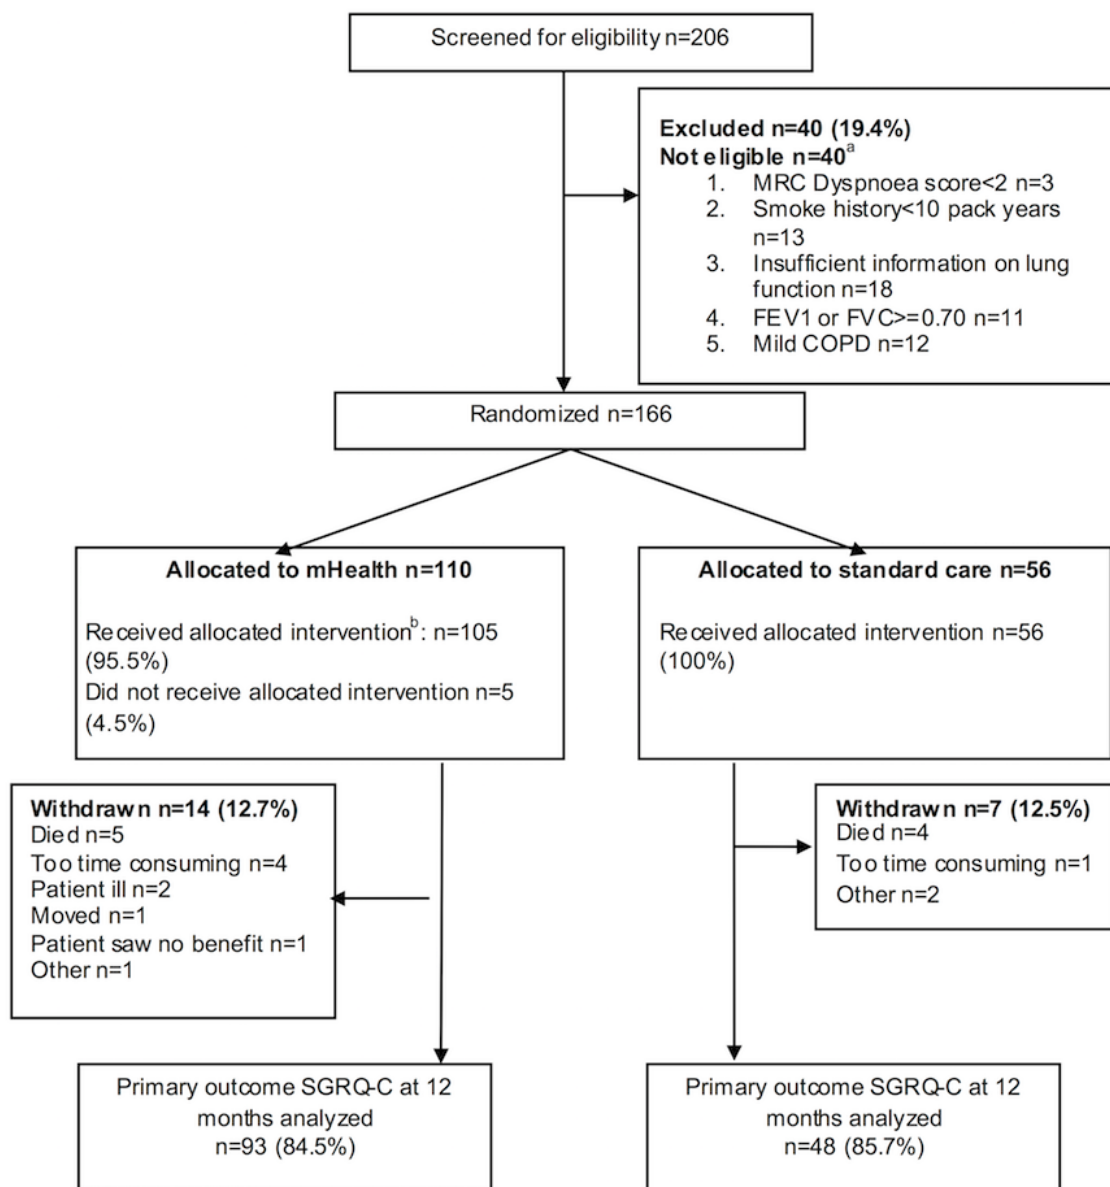 Screened for eligibility n=206
Excluded n=40 (19.4%)
Not eligible n=40a
1. MRC Dyspnoea score<2 n=3
2. Smoke history<10 pack years
n=13
3. Insufficient information on lung
function n=18
4. FEV1 or FVC>=0.70 n=11
5. Mild COPD n=12
Randomized n=166
Allocated to mHealth n=110
Received allocated interventionb: n=105
(95.5%)
Did not receive allocated intervention n=5
(4.5%)
Allocated to standard care n=56
Received allocated intervention n=56
(100%)
Withdrawn n=14 (12.7%)
Died n=5
Too time consuming n=4
Patient ill n=2
Moved n=1
Patient saw no benefit n=1
Other n=1
Withdrawn n=7 (12.5%)
Died n=4
Too time consuming n=1
Other n=2
Primary outcome SGRQ-C at 12
months analyzed
n=93 (84.5%)
Primary outcome SGRQ-C at 12
months analyzed
n=48 (85.7%)